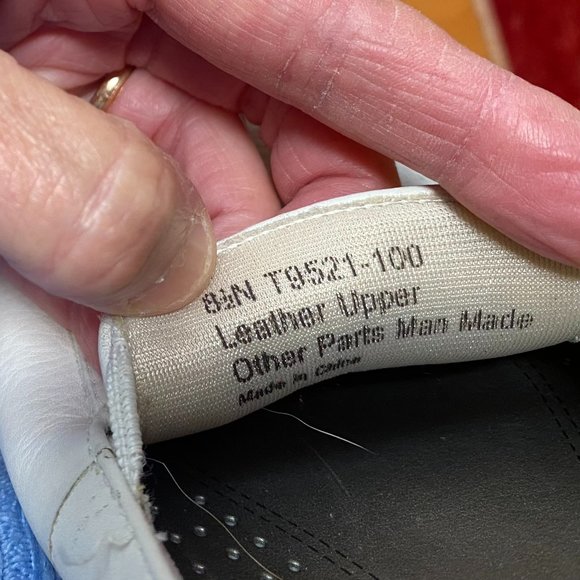 8½N T9521-100
Leather Upper
Other Parts Man Made
Made in China